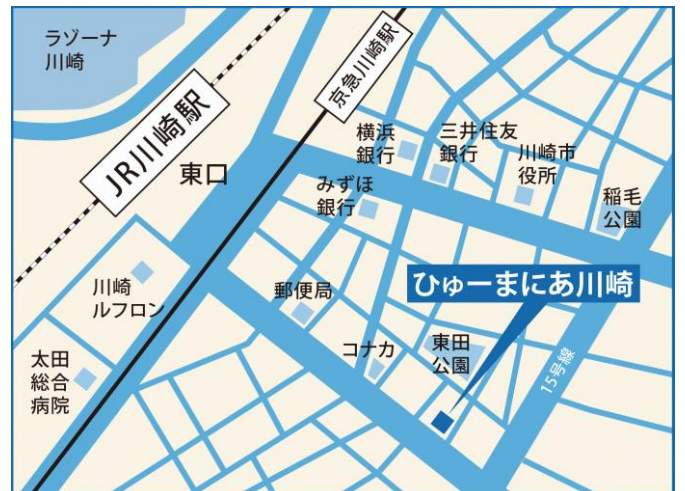 ラゾーナ
川崎
JR川崎駅
京急川崎駅
東口
横浜
銀行
三井住友
銀行
川崎市
役所
稲毛
公園
みずほ
銀行
川崎
ルフロン
郵便局
ひゅーまにあ川崎
コナカ
東田
公園
太田
総合
病院
15号線